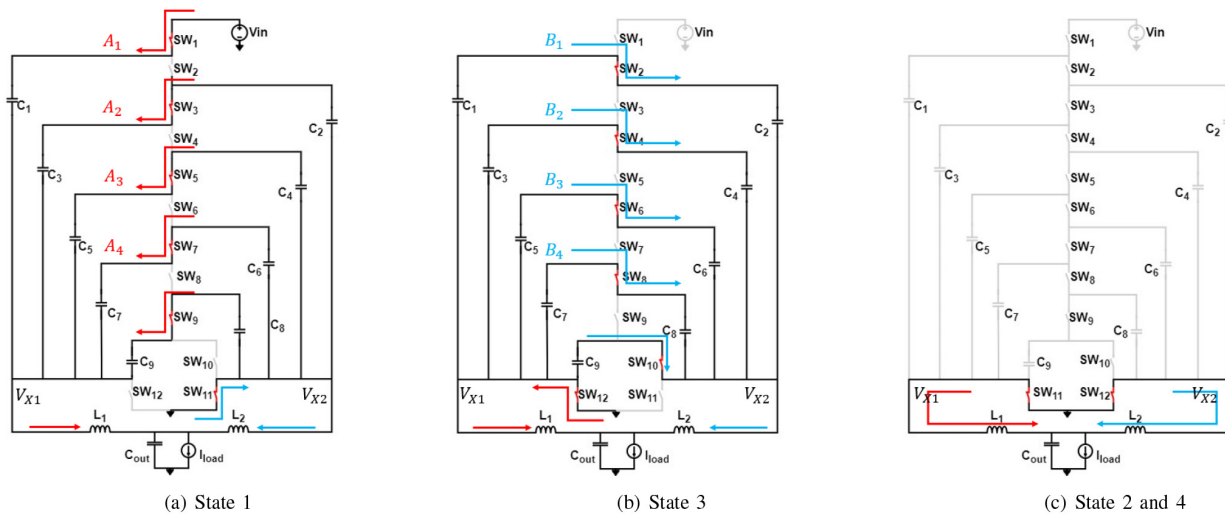 Vin
SW1
A1
SW2
A2
SW3
C1
C2
SW4
A3
SW5
C3
C4
SW6
A4
SW7
C5
C6
SW8
C7
C8
SW9
C9
SW10
SW12
SW11
VX1
VX2
L1
L2
Cout
Iload
(a) State 1
Vin
B1
SW1
SW2
B2
SW3
C1
C2
SW4
B3
SW5
C3
C4
SW6
B4
SW7
C5
C6
SW8
C7
C8
SW9
C9
SW10
SW12
SW11
VX1
VX2
L1
L2
Cout
Iload
(b) State 3
Vin
SW1
SW2
C1
SW3
C2
SW4
C3
SW5
C4
SW6
C5
SW7
C6
SW8
C7
SW9
C8
C9
SW10
SW11
SW12
VX1
VX2
L1
L2
Cout
Iload
(c) State 2 and 4